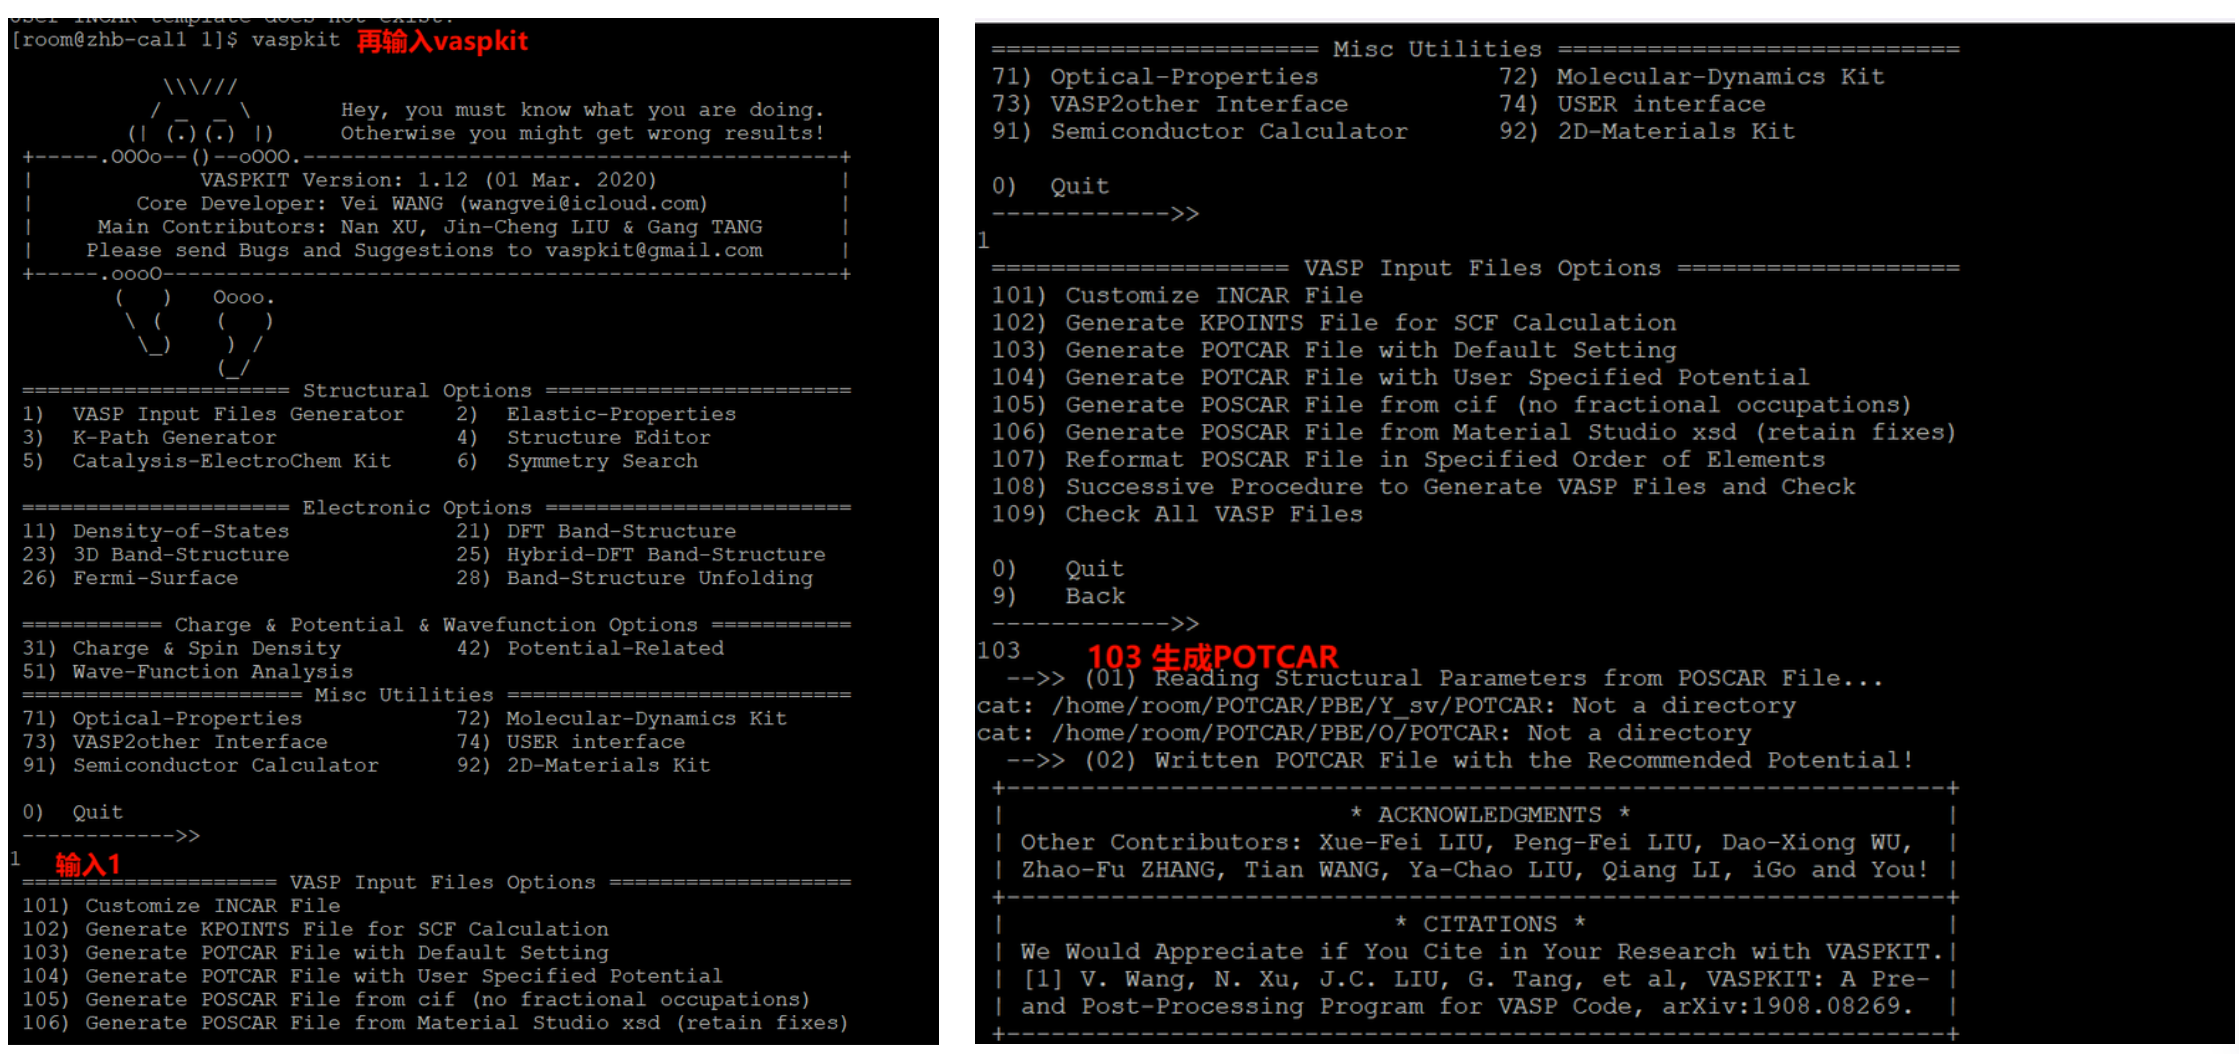 User INCAR template does not exist.
[room@zhb-cal1 1]$ vaspkit 再输入vaspkit
\\\///
/ _ _ \ Hey, you must know what you are doing.
(| (.)(.) |) Otherwise you might get wrong results!
+-----.OOOo--()--oOOO.------------------------------------------+
| VASPKIT Version: 1.12 (01 Mar. 2020) |
| Core Developer: Vei WANG (wangvei@icloud.com) |
| Main Contributors: Nan XU, Jin-Cheng LIU & Gang TANG |
| Please send Bugs and Suggestions to vaspkit@gmail.com |
+-----.oooO-----------------------------------------------------+
( ) Oooo.
\ ( ( )
\_) ) /
(_/
===================== Structural Options ========================
1) VASP Input Files Generator 2) Elastic-Properties
3) K-Path Generator 4) Structure Editor
5) Catalysis-ElectroChem Kit 6) Symmetry Search
===================== Electronic Options ========================
11) Density-of-States 21) DFT Band-Structure
23) 3D Band-Structure 25) Hybrid-DFT Band-Structure
26) Fermi-Surface 28) Band-Structure Unfolding
=========== Charge & Potential & Wavefunction Options ===========
31) Charge & Spin Density 42) Potential-Related
51) Wave-Function Analysis
====================== Misc Utilities ===========================
71) Optical-Properties 72) Molecular-Dynamics Kit
73) VASP2other Interface 74) USER interface
91) Semiconductor Calculator 92) 2D-Materials Kit
0) Quit
------------>>
1 输入1
==================== VASP Input Files Options ===================
101) Customize INCAR File
102) Generate KPOINTS File for SCF Calculation
103) Generate POTCAR File with Default Setting
104) Generate POTCAR File with User Specified Potential
105) Generate POSCAR File from cif (no fractional occupations)
106) Generate POSCAR File from Material Studio xsd (retain fixes)
====================== Misc Utilities ===========================
71) Optical-Properties 72) Molecular-Dynamics Kit
73) VASP2other Interface 74) USER interface
91) Semiconductor Calculator 92) 2D-Materials Kit
0) Quit
------------>>
1
==================== VASP Input Files Options ===================
101) Customize INCAR File
102) Generate KPOINTS File for SCF Calculation
103) Generate POTCAR File with Default Setting
104) Generate POTCAR File with User Specified Potential
105) Generate POSCAR File from cif (no fractional occupations)
106) Generate POSCAR File from Material Studio xsd (retain fixes)
107) Reformat POSCAR File in Specified Order of Elements
108) Successive Procedure to Generate VASP Files and Check
109) Check All VASP Files
0) Quit
9) Back
------------>>
103 103 生成POTCAR
-->> (01) Reading Structural Parameters from POSCAR File...
cat: /home/room/POTCAR/PBE/Y_sv/POTCAR: Not a directory
cat: /home/room/POTCAR/PBE/O/POTCAR: Not a directory
-->> (02) Written POTCAR File with the Recommended Potential!
+---------------------------------------------------------------+
| * ACKNOWLEDGMENTS * |
| Other Contributors: Xue-Fei LIU, Peng-Fei LIU, Dao-Xiong WU, |
| Zhao-Fu ZHANG, Tian WANG, Ya-Chao LIU, Qiang LI, iGo and You! |
+---------------------------------------------------------------+
| * CITATIONS * |
| We Would Appreciate if You Cite in Your Research with VASPKIT.|
| [1] V. Wang, N. Xu, J.C. LIU, G. Tang, et al, VASPKIT: A Pre- |
| and Post-Processing Program for VASP Code, arXiv:1908.08269. |
+---------------------------------------------------------------+